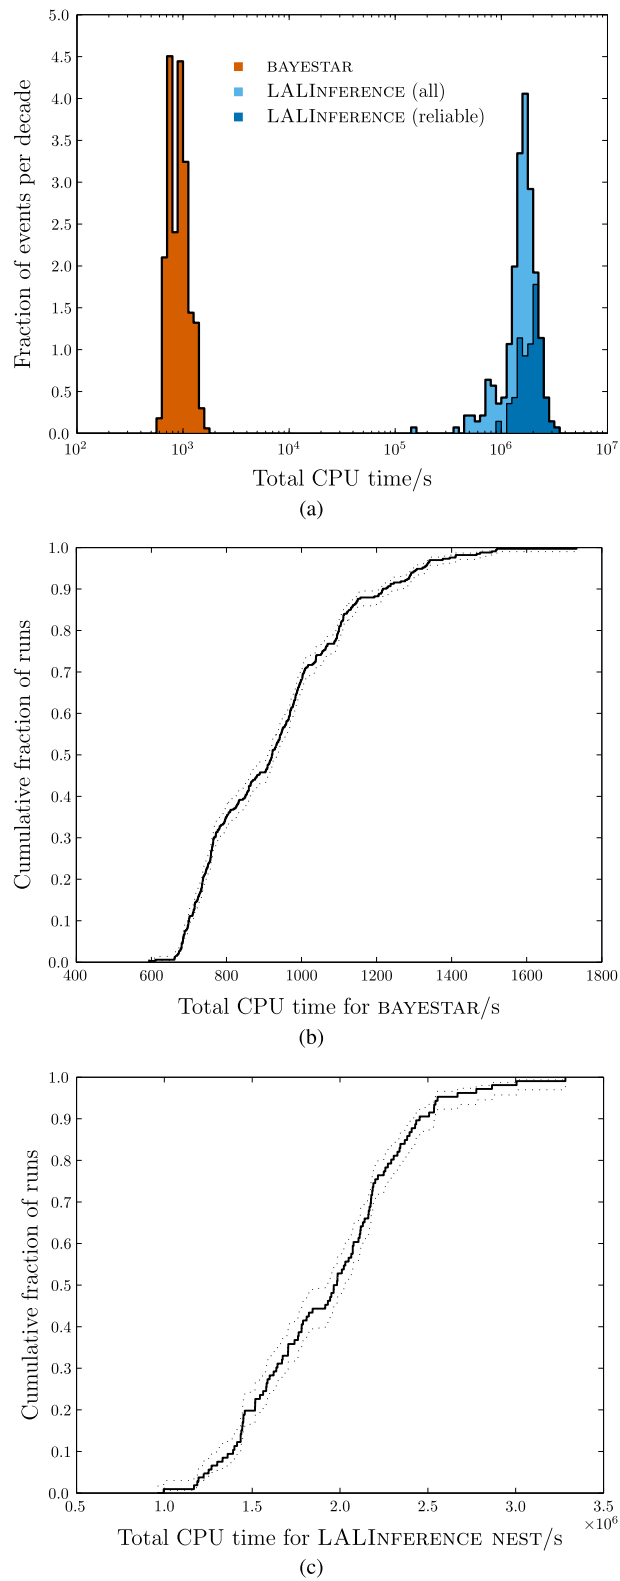 5.0
4.5
4.0
3.5
3.0
2.5
2.0
1.5
1.0
0.5
0.0
Fraction of events per decade
BAYESTAR
LALINFERENCE (all)
LALINFERENCE (reliable)
10² 10³ 10⁴ 10⁵ 10⁶ 10⁷
Total CPU time/s
(a)
1.0
0.9
0.8
0.7
0.6
0.5
0.4
0.3
0.2
0.1
0.0
Cumulative fraction of runs
400 600 800 1000 1200 1400 1600 1800
Total CPU time for BAYESTAR/s
(b)
1.0
0.9
0.8
0.7
0.6
0.5
0.4
0.3
0.2
0.1
0.0
Cumulative fraction of runs
0.5 1.0 1.5 2.0 2.5 3.0 3.5
×10⁶
Total CPU time for LALINFERENCE NEST/s
(c)